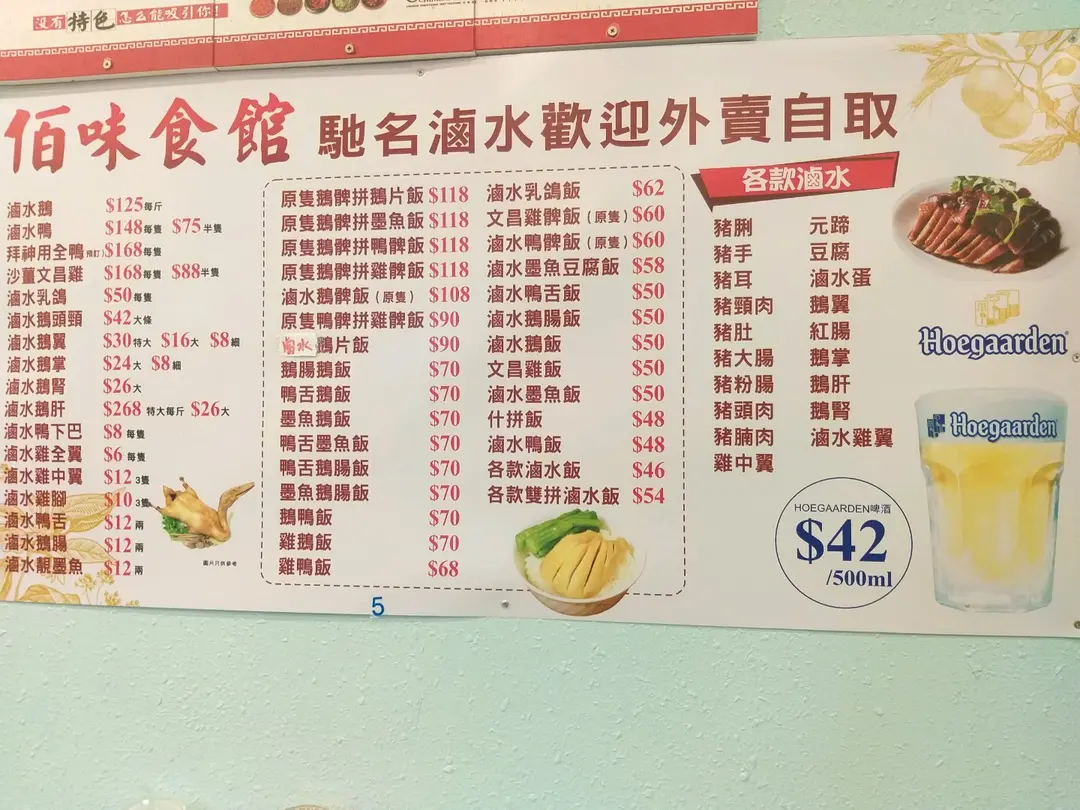 没有特色怎么能吸引你!
佰味食館
馳名滷水歡迎外賣自取
滷水鵝 $125每斤
滷水鴨 $148每隻 $75半隻
拜神用全鴨(預訂) $168每隻
沙薑文昌雞 $168每隻 $88半隻
滷水乳鴿 $50每隻
滷水鵝頭頸 $42大條
滷水鵝翼 $30特大 $16大 $8細
滷水鵝掌 $24大 $8細
滷水鵝腎 $26大
滷水鵝肝 $268特大每斤 $26大
滷水鴨下巴 $8每隻
滷水雞全翼 $6每隻
滷水雞中翼 $12 3隻
滷水雞腳 $10 3隻
滷水鴨舌 $12兩
滷水鵝腸 $12兩
滷水靚墨魚 $12兩
圖片只供參考
原隻鵝髀拼鵝片飯 $118
原隻鵝髀拼墨魚飯 $118
原隻鵝髀拼鴨髀飯 $118
原隻鵝髀拼雞髀飯 $118
滷水鵝髀飯(原隻) $108
原隻鴨髀拼雞髀飯 $90
卤水鵝片飯 $90
鵝腸鵝飯 $70
鴨舌鵝飯 $70
墨魚鵝飯 $70
鴨舌墨魚飯 $70
鴨舌鵝腸飯 $70
墨魚鵝腸飯 $70
鵝鴨飯 $70
雞鵝飯 $70
雞鴨飯 $68
滷水乳鴿飯 $62
文昌雞髀飯(原隻) $60
滷水鴨髀飯(原隻) $60
滷水墨魚豆腐飯 $58
滷水鴨舌飯 $50
滷水鵝腸飯 $50
滷水鵝飯 $50
文昌雞飯 $50
滷水墨魚飯 $50
什拼飯 $48
滷水鴨飯 $48
各款滷水飯 $46
各款雙拼滷水飯 $54
各款滷水
豬脷
豬手
豬耳
豬頸肉
豬肚
豬大腸
豬粉腸
豬頭肉
豬腩肉
雞中翼
元蹄
豆腐
滷水蛋
鵝翼
紅腸
鵝掌
鵝肝
鵝腎
滷水雞翼
Hoegaarden
Hoegaarden
HOEGAARDEN啤酒
$42
/500ml
5